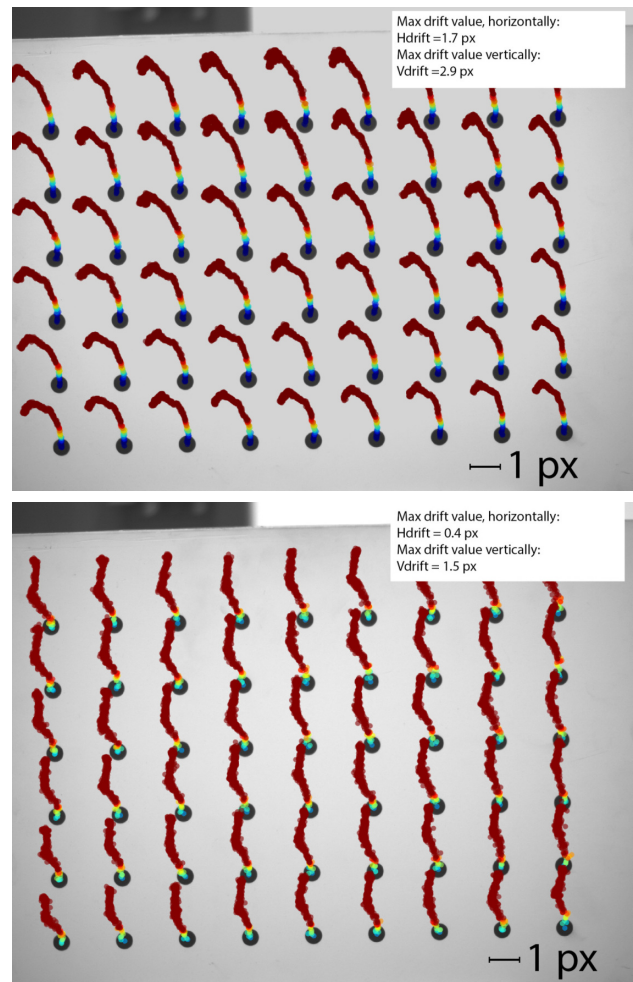 Max drift value, horizontally:
Hdrift =1.7 px
Max drift value vertically:
Vdrift =2.9 px
1 px
Max drift value, horizontally:
Hdrift = 0.4 px
Max drift value vertically:
Vdrift = 1.5 px
1 px